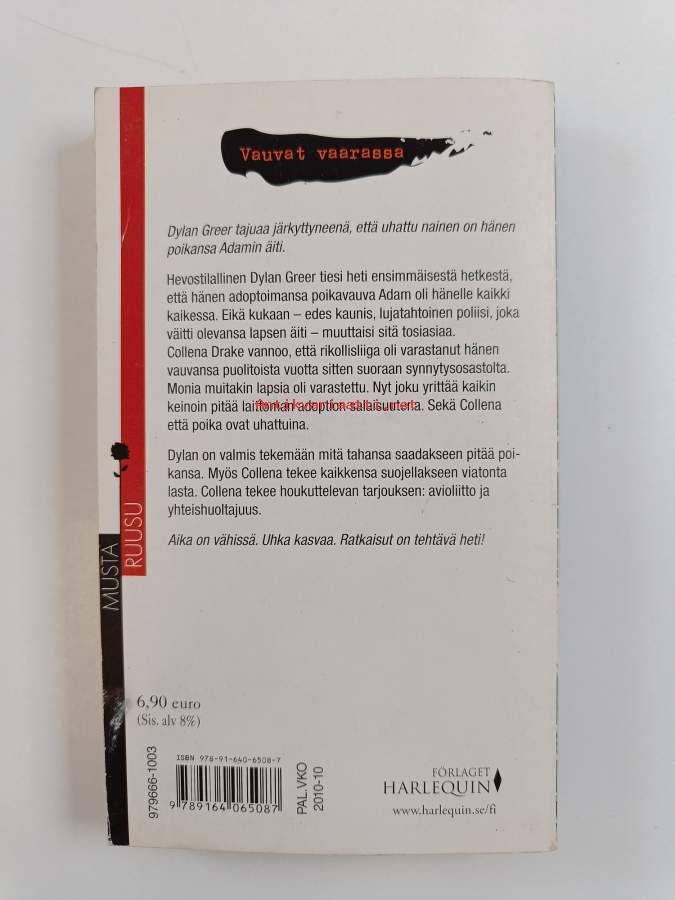 Vauvat vaarassa
Dylan Greer tajuaa järkyttyneenä, että uhattu nainen on hänen
poikansa Adamin äiti.
Hevostilallinen Dylan Greer tiesi heti ensimmäisestä hetkestä,
että hänen adoptoimansa poikavauva Adam oli hänelle kaikki
kaikessa. Eikä kukaan – edes kaunis, lujatahtoinen poliisi, joka
väitti olevansa lapsen äiti – muuttaisi sitä tosiasiaa.
Collena Drake vannoo, että rikollisliiga oli varastanut hänen
vauvansa puolitoista vuotta sitten suoraan synnytysosastolta.
Monia muitakin lapsia oli varastettu. Nyt joku yrittää kaikin
keinoin pitää laittoman adoption salaisuutena. Sekä Collena
että poika ovat uhattuina.
Dylan on valmis tekemään mitä tahansa saadakseen pitää poi-
kansa. Myös Collena tekee kaikkensa suojellakseen viatonta
lasta. Collena tekee houkuttelevan tarjouksen: avioliitto ja
yhteishuoltajuus.
Aika on vähissä. Uhka kasvaa. Ratkaisut on tehtävä heti!
MUSTA
RUUSU
6,90 euro
(Sis. alv 8%)
979666-1003
ISBN 978-91-640-6508-7
9 789164 065087
PAL.VKO
2010-10
FÖRLAGET
HARLEQUIN
www.harlequin.se/fi